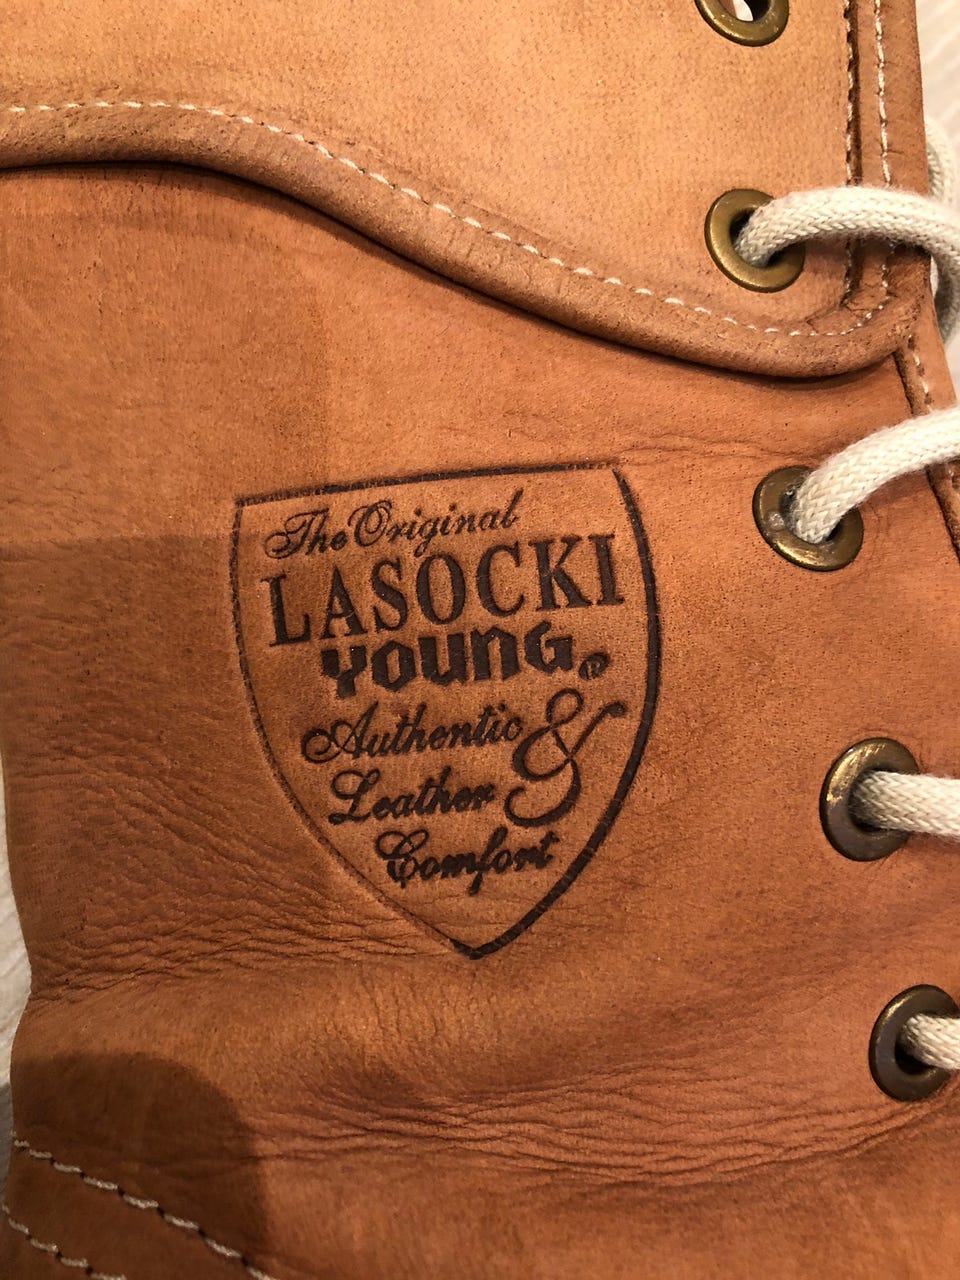 The Original
LASOCKI
YOUNG®
Authentic &
Leather
Comfort